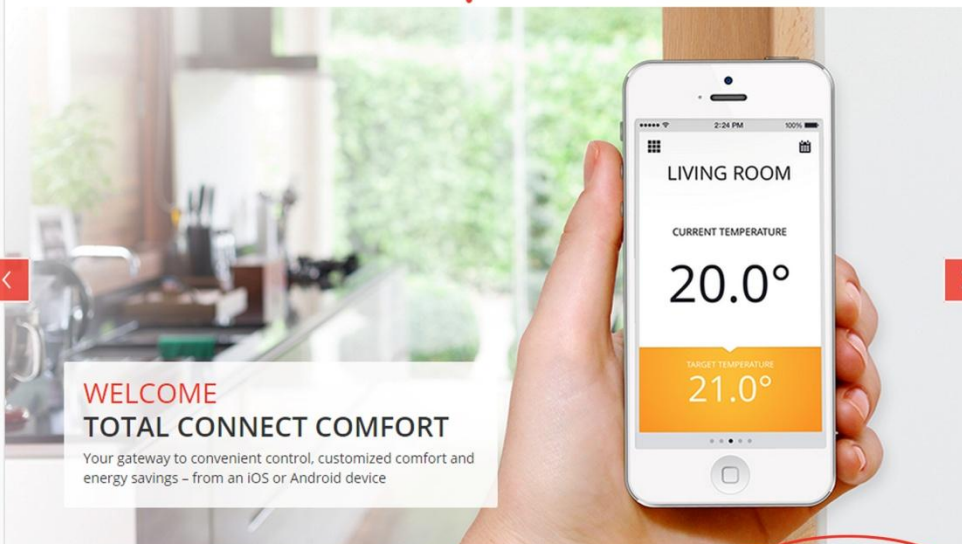 2:24 PM
100%
LIVING ROOM
CURRENT TEMPERATURE
20.0°
TARGET TEMPERATURE
21.0°
WELCOME
TOTAL CONNECT COMFORT
Your gateway to convenient control, customized comfort and
energy savings – from an iOS or Android device